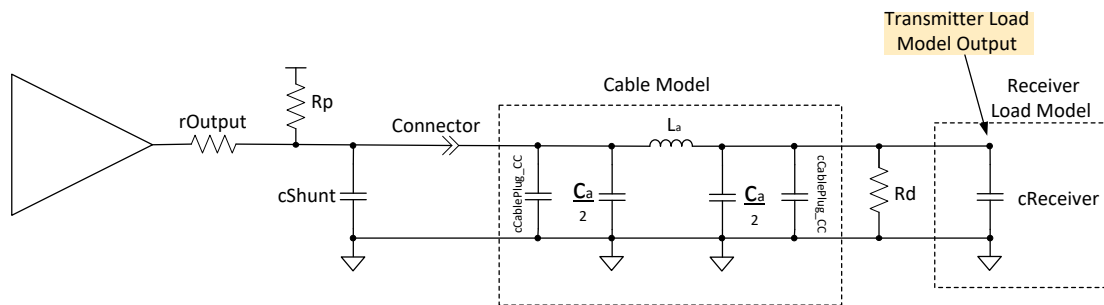 Transmitter Load
Model Output
Cable Model
Receiver
Load Model
Rp
rOutput
Connector
La
cShunt
cCablePlug_CC
Ca
2
Ca
2
cCablePlug_CC
Rd
cReceiver